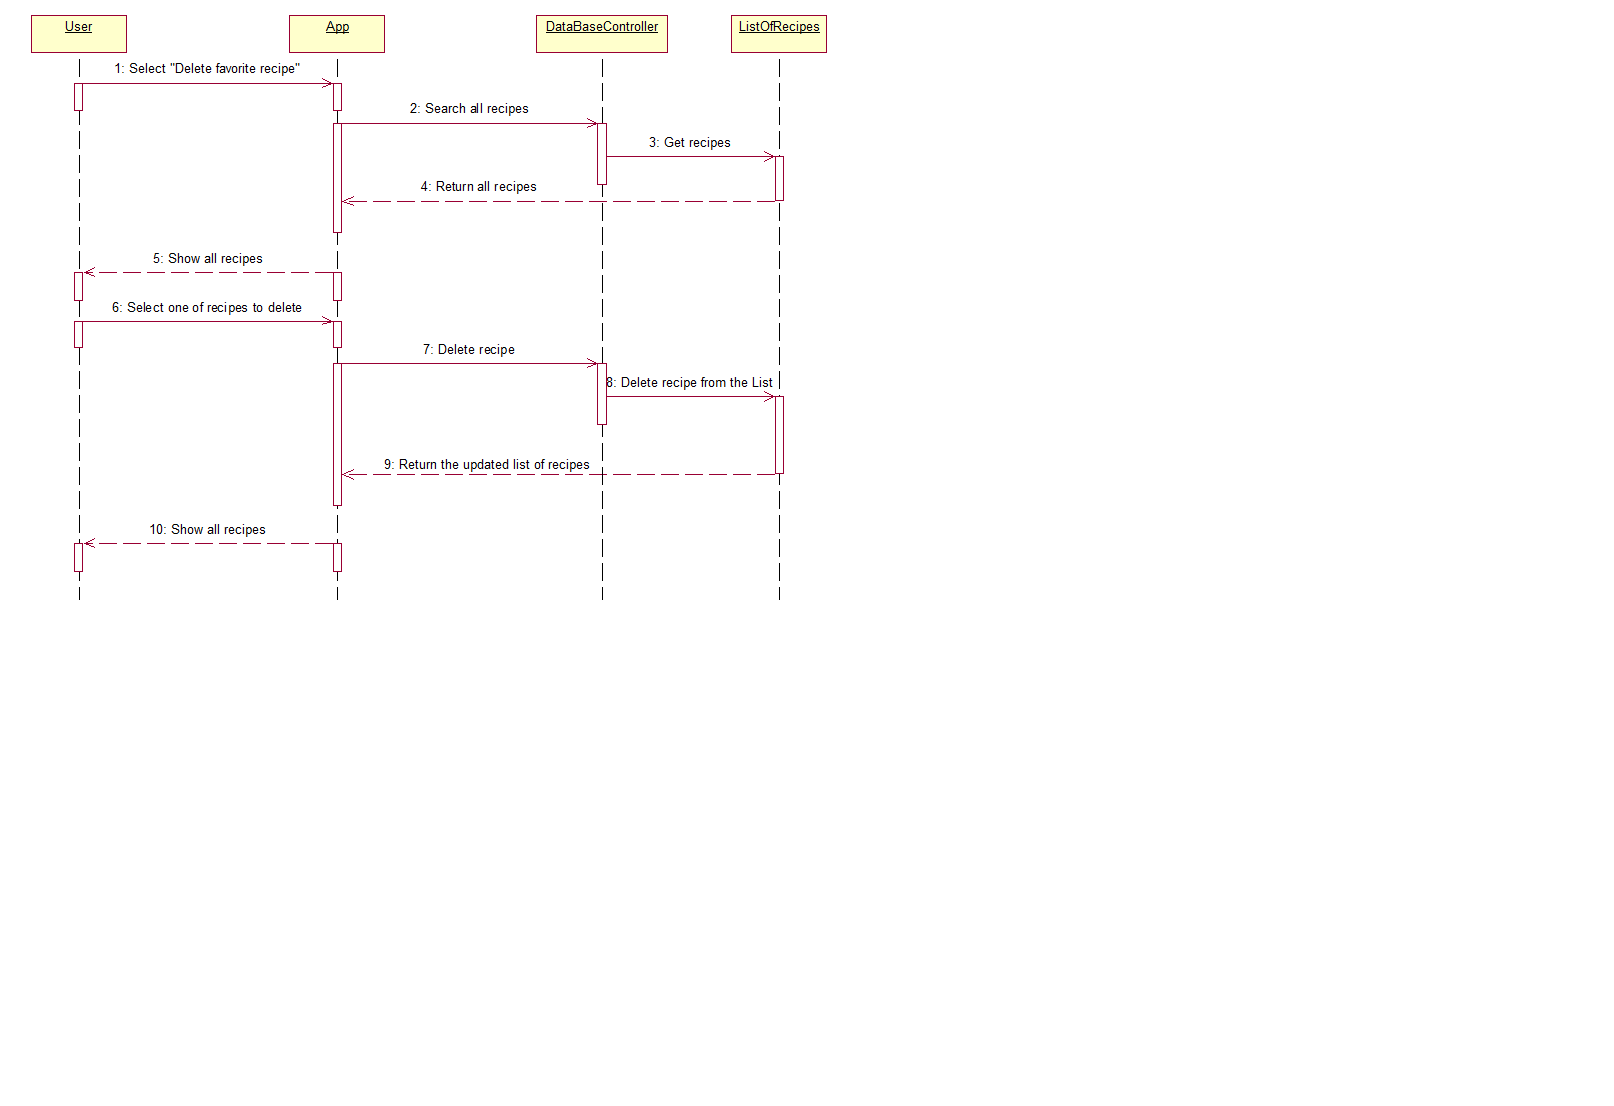 User
App
DataBaseController
ListOfRecipes
1: Select "Delete favorite recipe"
2: Search all recipes
3: Get recipes
4: Return all recipes
5: Show all recipes
6: Select one of recipes to delete
7: Delete recipe
8: Delete recipe from the List
9: Return the updated list of recipes
10: Show all recipes